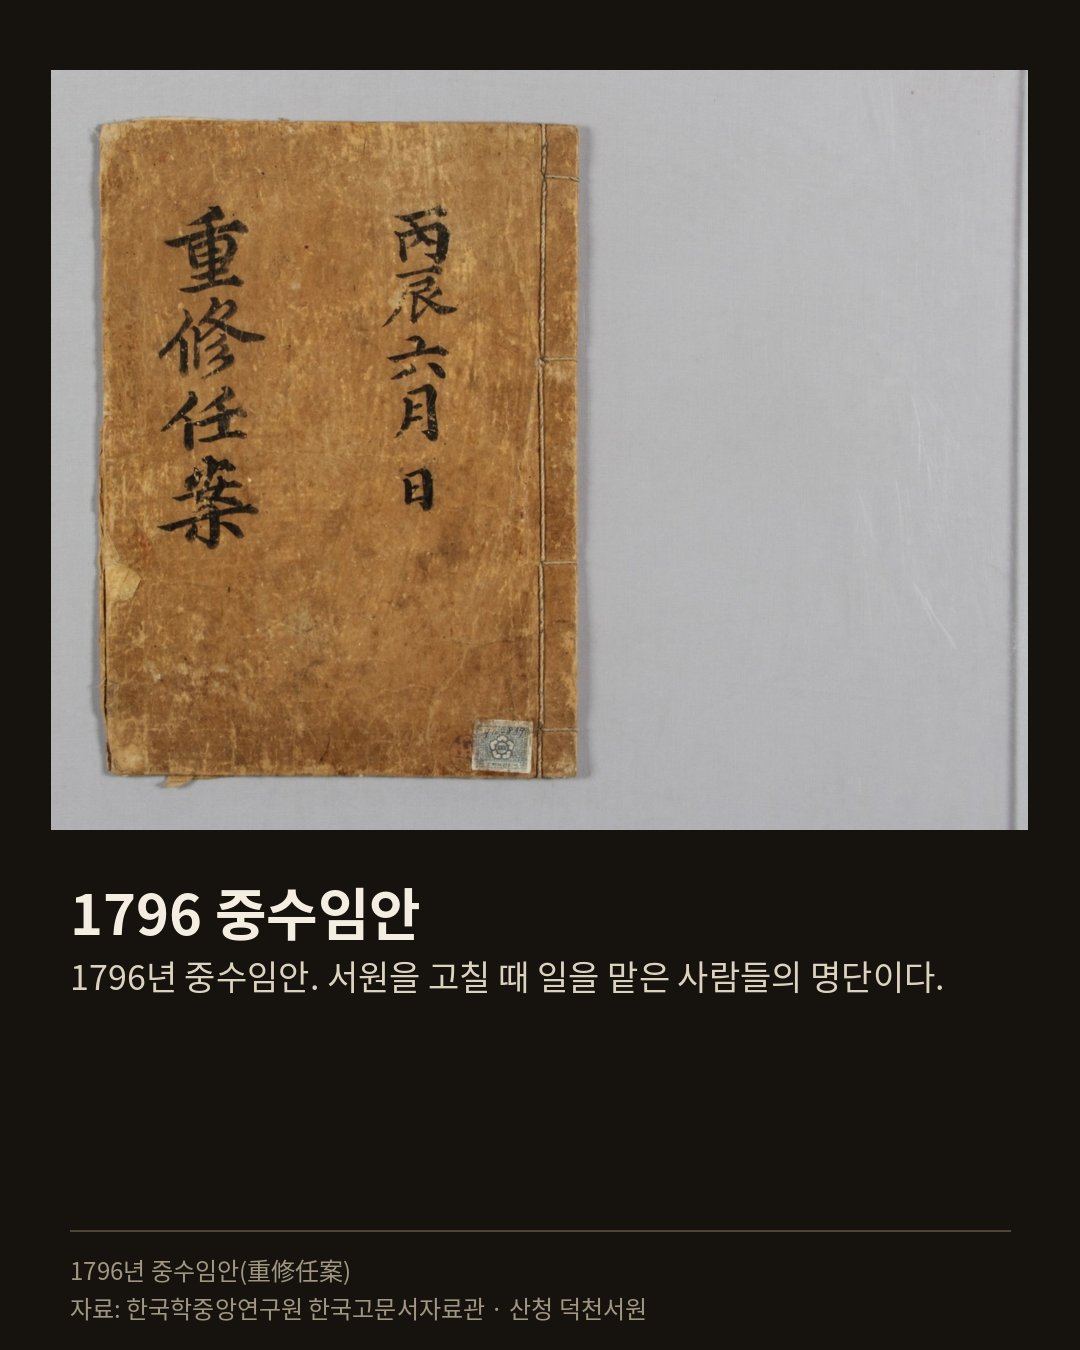 丙辰六月 日
重修任案
1796 중수임안
1796년 중수임안. 서원을 고칠 때 일을 맡은 사람들의 명단이다.
1796년 중수임안(重修任案)
자료: 한국학중앙연구원 한국고문서자료관 · 산청 덕천서원